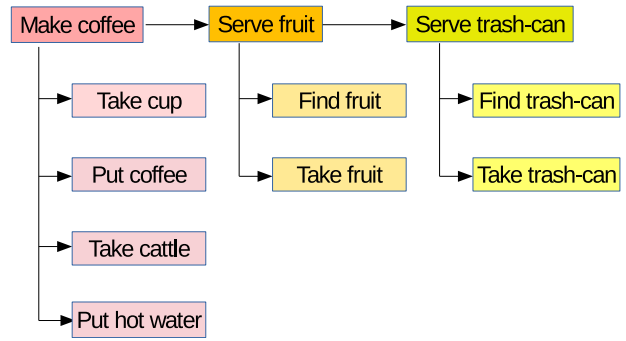 Make coffee
Serve fruit
Serve trash-can
Take cup
Find fruit
Find trash-can
Put coffee
Take fruit
Take trash-can
Take cattle
Put hot water